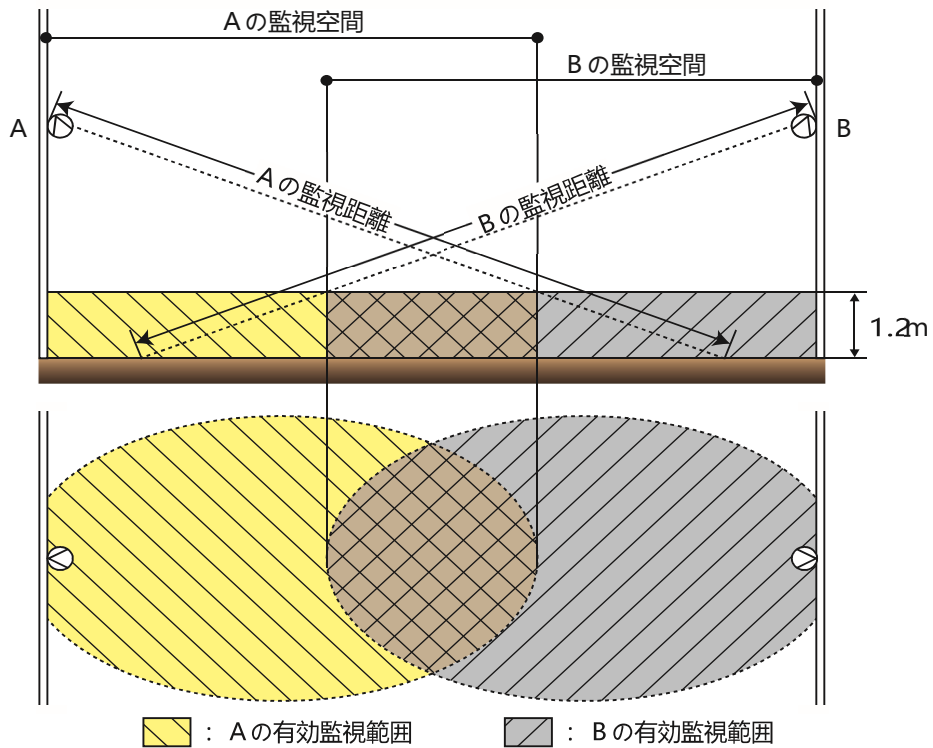 Aの監視空間
Bの監視空間
A
B
Aの監視距離
Bの監視距離
1.2m
： Aの有効監視範囲
： Bの有効監視範囲